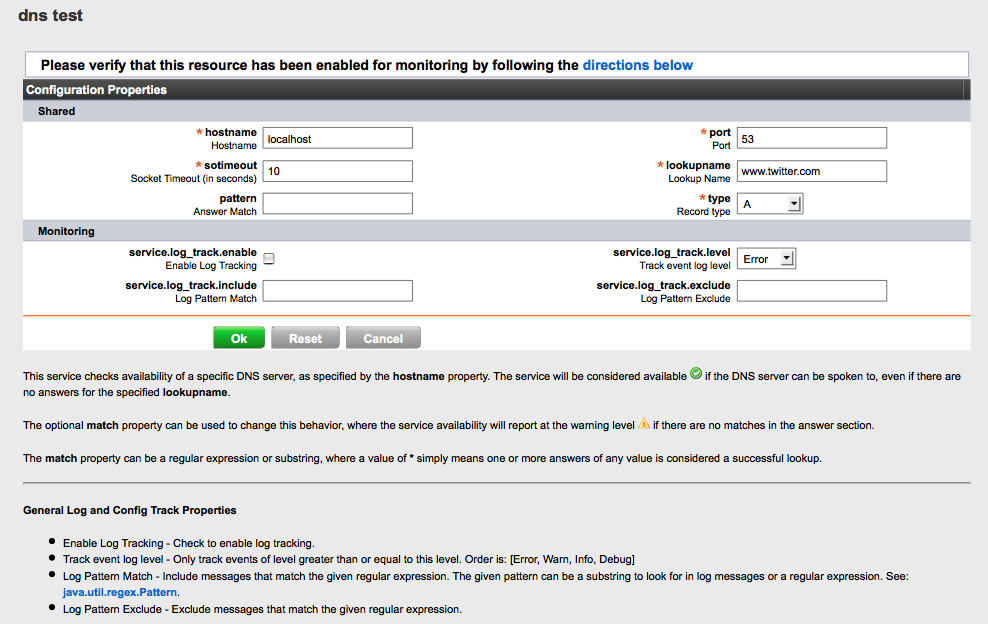 dns test
Please verify that this resource has been enabled for monitoring by following the directions below
Configuration Properties
Shared
* hostname
Hostname
localhost
* port
Port
53
* sotimeout
Socket Timeout (in seconds)
10
* lookupname
Lookup Name
www.twitter.com
pattern
Answer Match
* type
Record type
A
Monitoring
service.log_track.enable
Enable Log Tracking
service.log_track.level
Track event log level
Error
service.log_track.include
Log Pattern Match
service.log_track.exclude
Log Pattern Exclude
Ok Reset Cancel
This service checks availability of a specific DNS server, as specified by the hostname property. The service will be considered available if the DNS server can be spoken to, even if there are
no answers for the specified lookupname.
The optional match property can be used to change this behavior, where the service availability will report at the warning level if there are no matches in the answer section.
The match property can be a regular expression or substring, where a value of * simply means one or more answers of any value is considered a successful lookup.
General Log and Config Track Properties
• Enable Log Tracking - Check to enable log tracking.
• Track event log level - Only track events of level greater than or equal to this level. Order is: [Error, Warn, Info, Debug]
• Log Pattern Match - Include messages that match the given regular expression. The given pattern can be a substring to look for in log messages or a regular expression. See:
java.util.regex.Pattern.
• Log Pattern Exclude - Exclude messages that match the given regular expression.